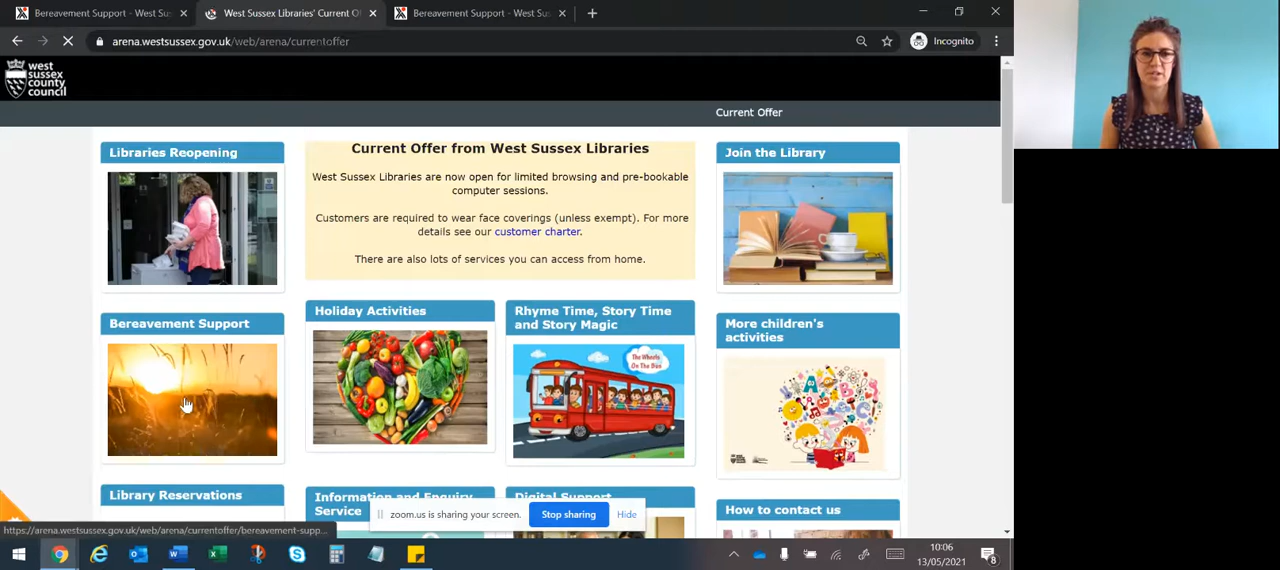 Bereavement Support - West Sus
West Sussex Libraries' Current Of
Bereavement Support - West Sus
arena.westsussex.gov.uk/web/arena/currentoffer
Incognito
west
sussex
county
council
Current Offer
Libraries Reopening
Current Offer from West Sussex Libraries
West Sussex Libraries are now open for limited browsing and pre-bookable
computer sessions.
Customers are required to wear face coverings (unless exempt). For more
details see our customer charter.
There are also lots of services you can access from home.
Join the Library
Bereavement Support
Holiday Activities
Rhyme Time, Story Time
and Story Magic
The Wheels
On The Bus
More children's
activities
Library Reservations
Information and Enquiry
Service
Digital Support
How to contact us
zoom.us is sharing your screen.
Stop sharing
Hide
https://arena.westsussex.gov.uk/web/arena/currentoffer/bereavement-supp...
10:06
13/05/2021
8